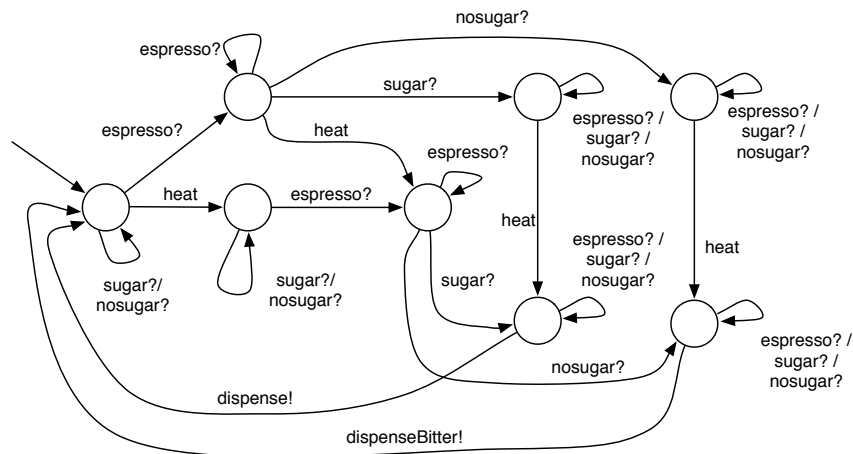 nosugar?
espresso?
sugar?
espresso? /
sugar? /
nosugar?
espresso? /
sugar? /
nosugar?
espresso?
heat
espresso?
heat
espresso?
sugar?/
nosugar?
sugar?/
nosugar?
heat
sugar?
espresso? /
sugar? /
nosugar?
heat
espresso? /
sugar? /
nosugar?
nosugar?
dispense!
dispenseBitter!